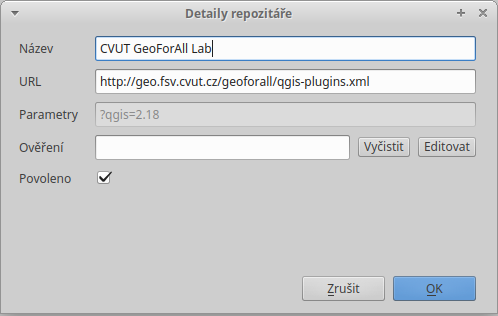 Detaily repozitáře
Název CVUT GeoForAll Lab
URL http://geo.fsv.cvut.cz/geoforall/qgis-plugins.xml
Parametry ?qgis=2.18
Ověření Vyčistit Editovat
Povoleno
Zrušit OK